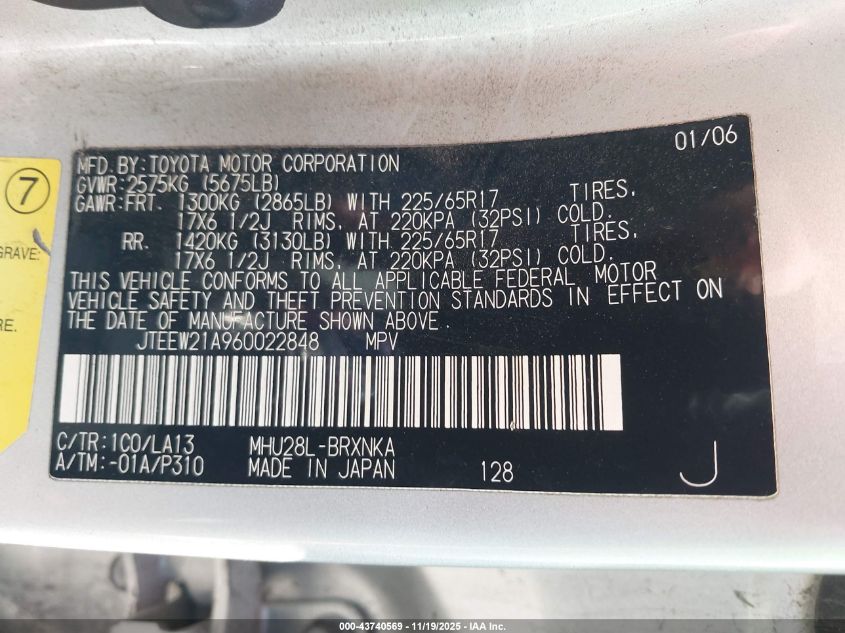 01/06
MFD.BY:TOYOTA MOTOR CORPORATION
GVWR:2575KG (5675LB)
GAWR:FRT. 1300KG (2865LB) WITH 225/65R17 TIRES,
17X6 1/2J RIMS, AT 220KPA (32PSI) COLD.
RR. 1420KG (3130LB) WITH 225/65R17 TIRES,
17X6 1/2J RIMS, AT 220KPA (32PSI) COLD.
THIS VEHICLE CONFORMS TO ALL APPLICABLE FEDERAL MOTOR
VEHICLE SAFETY AND THEFT PREVENTION STANDARDS IN EFFECT ON
THE DATE OF MANUFACTURE SHOWN ABOVE.
JTEEW21A960022848 MPV
C/TR:1C0/LA13 MHU28L-BRXNKA
A/TM:-01A/P310 MADE IN JAPAN 128 J
7
GRAVE:
RE.
000-43740569 | 11/19/2025 - IAA Inc.